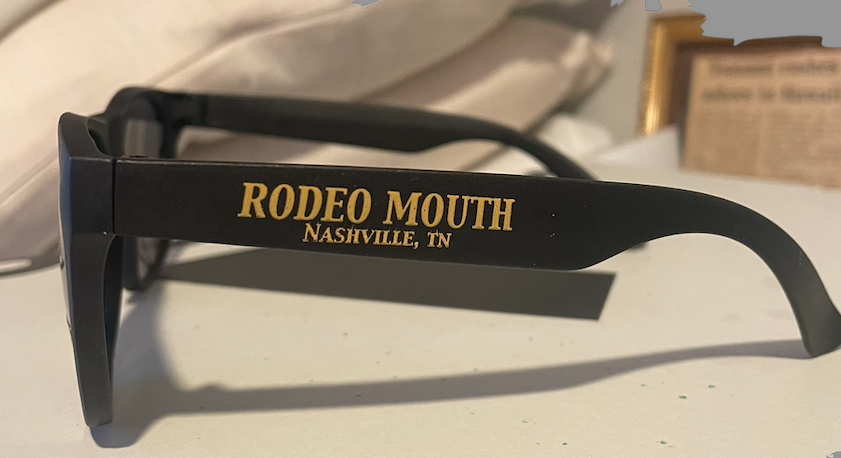 RODEO MOUTH
NASHVILLE, TN